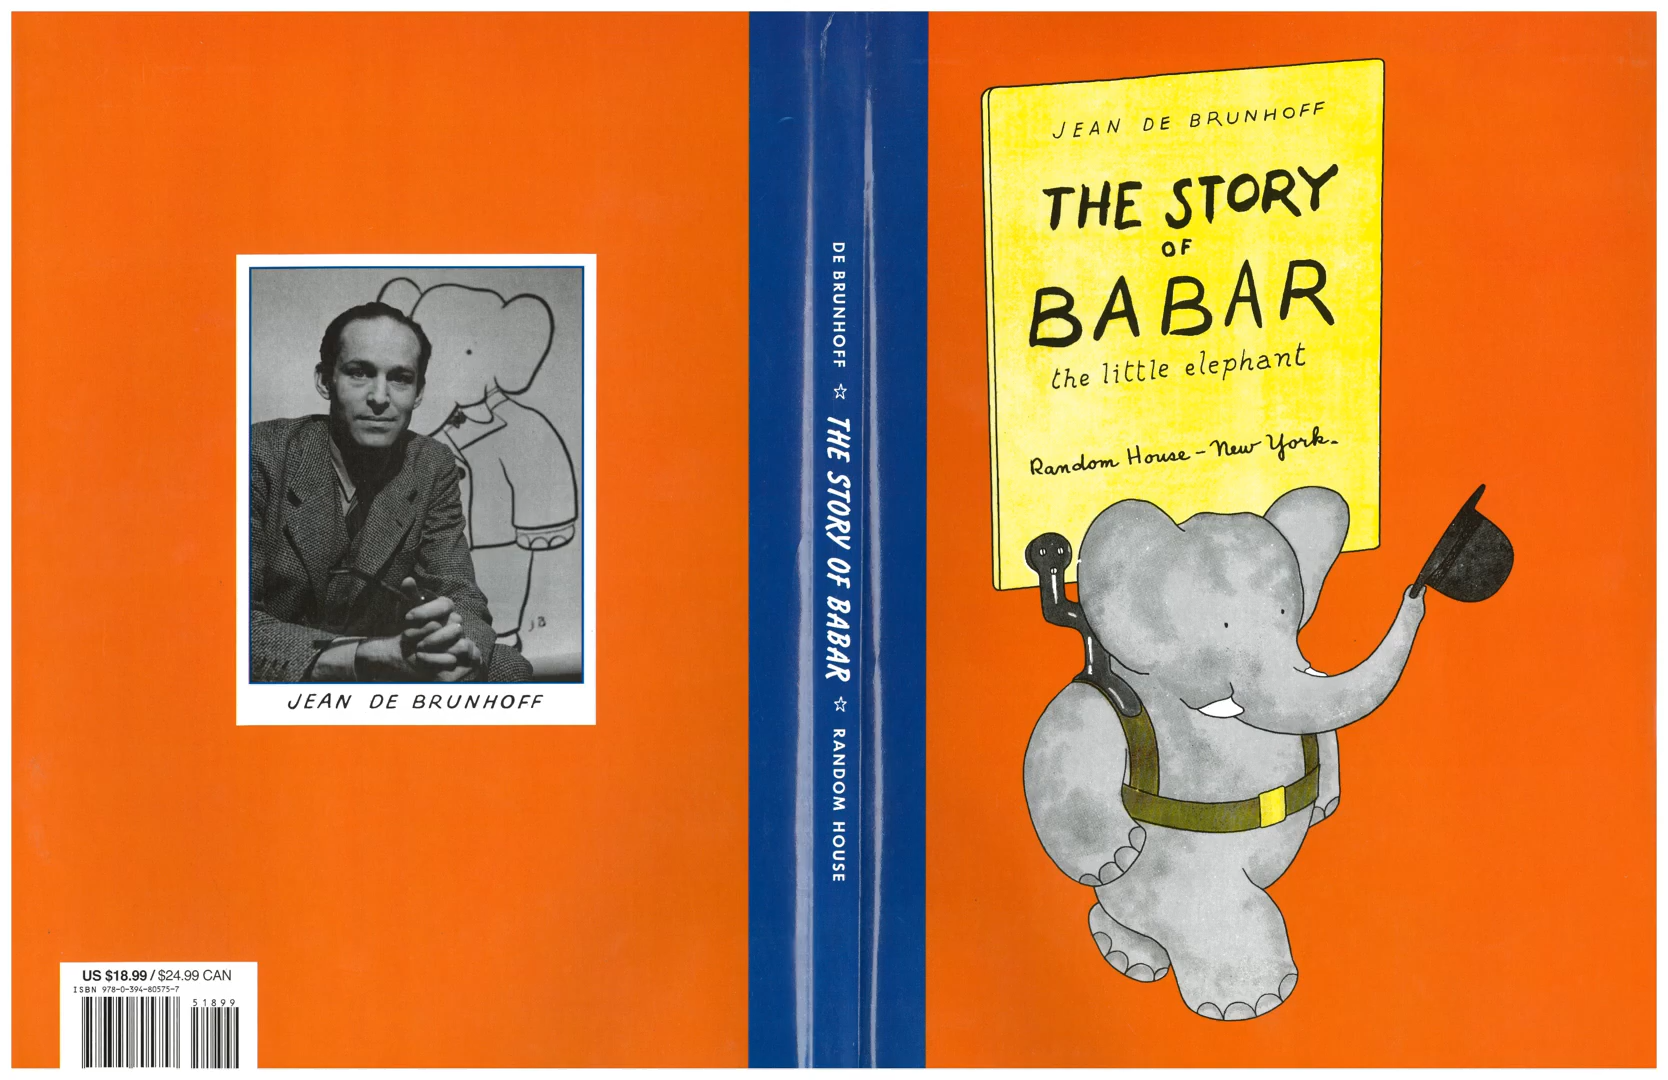 JEAN DE BRUNHOFF
US $18.99 / $24.99 CAN
ISBN 978-0-394-80575-7
51899
JB
DE BRUNHOFF ☆ THE STORY OF BABAR ☆ RANDOM HOUSE
JEAN DE BRUNHOFF
THE STORY
OF
BABAR
the little elephant
Random House - New York.